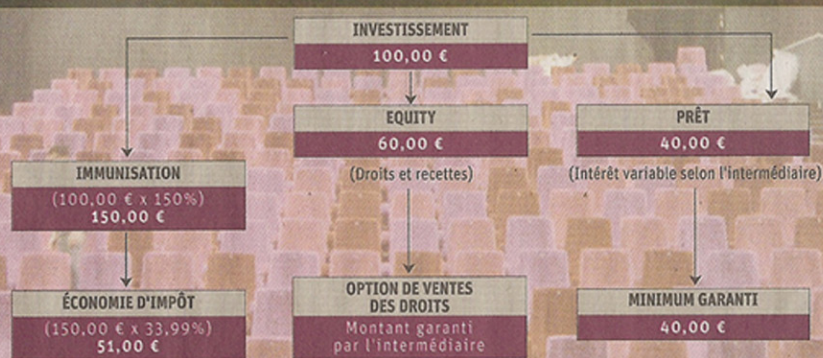 INVESTISSEMENT
100,00 €
EQUITY
60,00 €
(Droits et recettes)
PRÊT
40,00 €
(Intérêt variable selon l'intermédiaire)
IMMUNISATION
(100,00 € x 150%)
150,00 €
ÉCONOMIE D'IMPÔT
(150,00 € x 33,99%)
51,00 €
OPTION DE VENTES
DES DROITS
Montant garanti
par l'intermédiaire
MINIMUM GARANTI
40,00 €